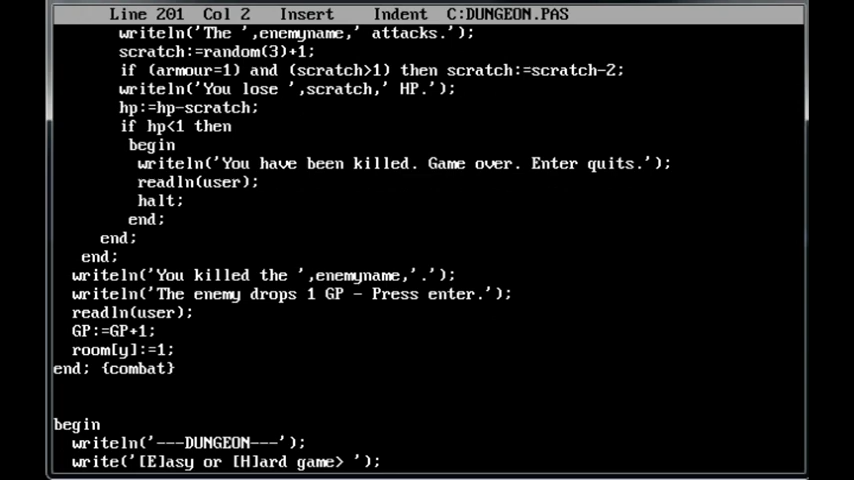 Line 201 Col 2 Insert Indent C:DUNGEON.PAS
writeln('The ',enemyname,' attacks.');
scratch:=random(3)+1;
if (armour=1) and (scratch>1) then scratch:=scratch-2;
writeln('You lose ',scratch,' HP.');
hp:=hp-scratch;
if hp<1 then
begin
writeln('You have been killed. Game over. Enter quits.');
readln(user);
halt;
end;
end;
end;
writeln('You killed the ',enemyname,'.');
writeln('The enemy drops 1 GP - Press enter.');
readln(user);
GP:=GP+1;
room[y]:=1;
end; {combat}
begin
writeln('---DUNGEON---');
write('[E]asy or [H]ard game> ');